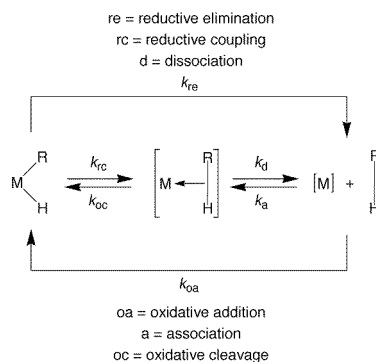 re = reductive elimination
rc = reductive coupling
d = dissociation
kre
R
M
H
krc
koc
R
M
H
kd
ka
[M] +
R
H
koa
oa = oxidative addition
a = association
oc = oxidative cleavage